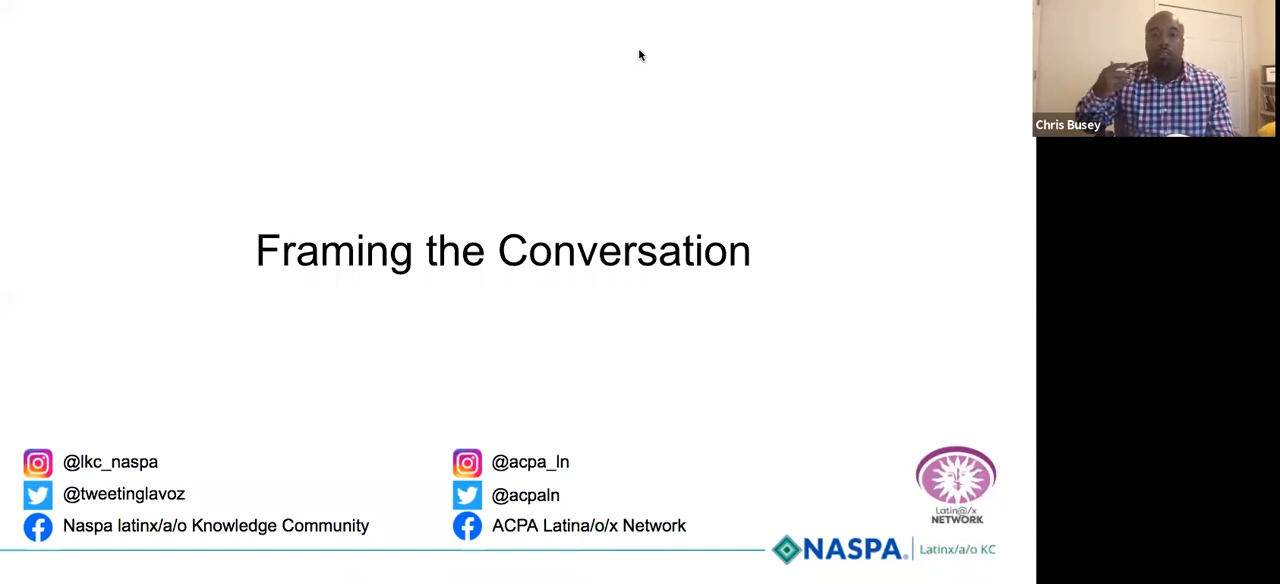 Chris Busey
Framing the Conversation
@lkc_naspa
@tweetinglavoz
Naspa latinx/a/o Knowledge Community
@acpa_ln
@acpaln
ACPA Latina/o/x Network
Latin@/x
NETWORK
NASPA® Latinx/a/o KC